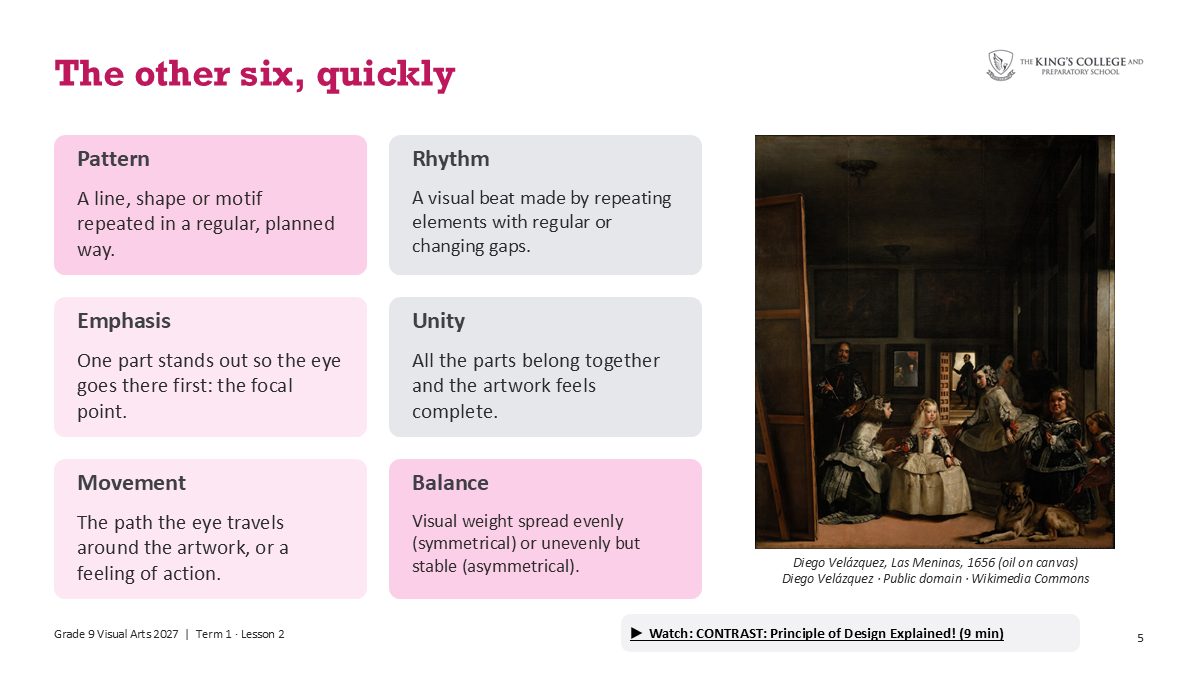 The other six, quickly
THE KING'S COLLEGE AND
PREPARATORY SCHOOL
Pattern
A line, shape or motif
repeated in a regular, planned
way.
Rhythm
A visual beat made by repeating
elements with regular or
changing gaps.
Emphasis
One part stands out so the eye
goes there first: the focal
point.
Unity
All the parts belong together
and the artwork feels
complete.
Movement
The path the eye travels
around the artwork, or a
feeling of action.
Balance
Visual weight spread evenly
(symmetrical) or unevenly but
stable (asymmetrical).
Diego Velázquez, Las Meninas, 1656 (oil on canvas)
Diego Velázquez · Public domain · Wikimedia Commons
Grade 9 Visual Arts 2027 | Term 1 · Lesson 2
▶ Watch: CONTRAST: Principle of Design Explained! (9 min)
5